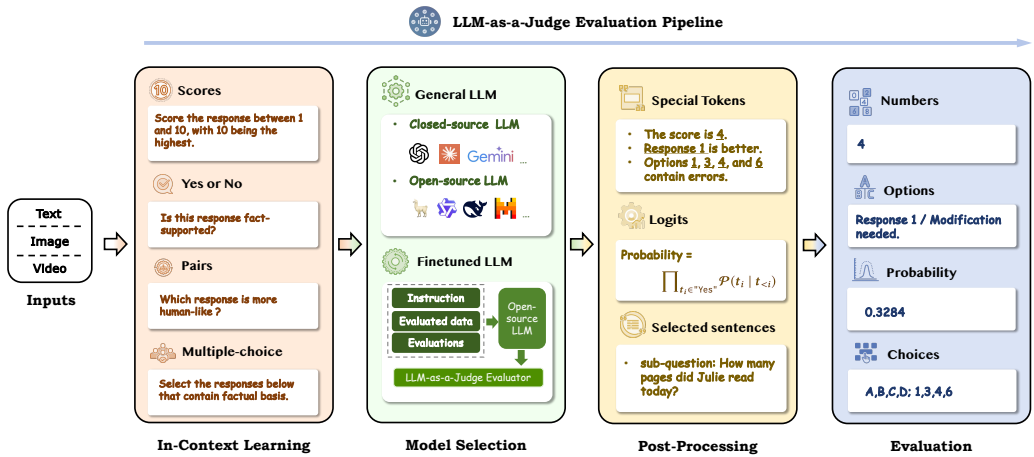 LLM-as-a-Judge Evaluation Pipeline
Text
Image
Video
Inputs
10
Scores
Score the response between 1
and 10, with 10 being the
highest.
Yes or No
Is this response fact-
supported?
Pairs
Which response is more
human-like ?
Multiple-choice
Select the responses below
that contain factual basis.
In-Context Learning
General LLM
• Closed-source LLM
Gemini ...
• Open-source LLM
...
Finetuned LLM
Instruction
Evaluated data
Evaluations
Open-
source
LLM
LLM-as-a-Judge Evaluator
Model Selection
Special Tokens
• The score is 4.
• Response 1 is better.
• Options 1, 3, 4, and 6
contain errors.
Logits
Probability =
∏ t_i∈"Yes" P(t_i | t_<i)
Selected sentences
• sub-question: How many
pages did Julie read
today?
Post-Processing
Numbers
4
A
B C
Options
Response 1 / Modification
needed.
Probability
0.3284
Choices
A,B,C,D; 1,3,4,6
Evaluation